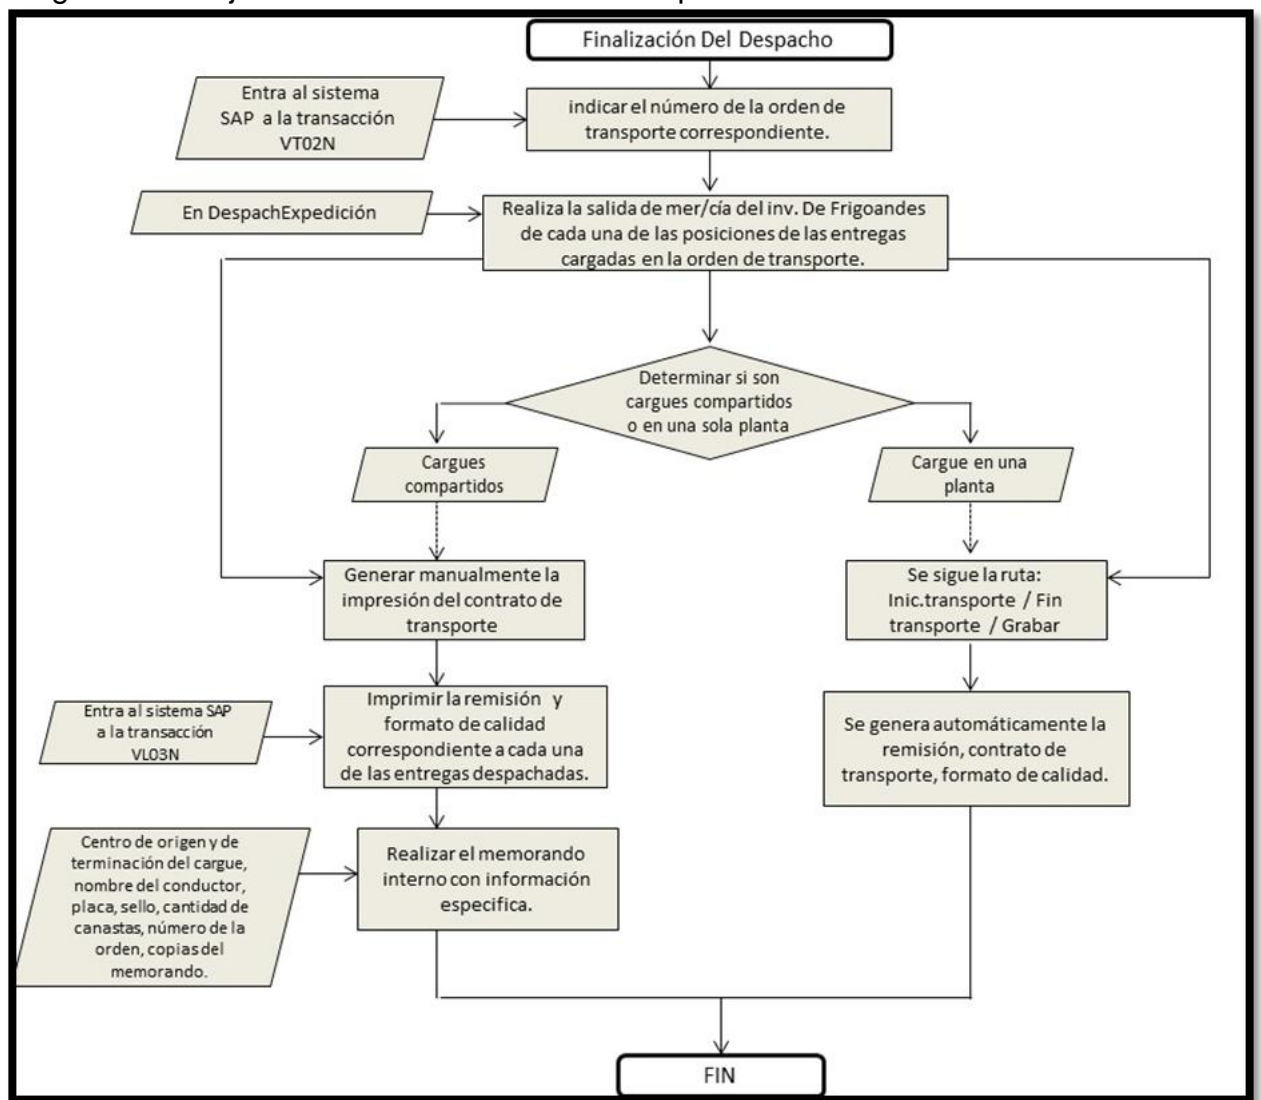 Finalización Del Despacho
Entra al sistema
SAP a la transacción
VT02N
indicar el número de la orden de
transporte correspondiente.
En DespachExpedición
Realiza la salida de mer/cía del inv. De Frigoandes
de cada una de las posiciones de las entregas
cargadas en la orden de transporte.
Determinar si son
cargues compartidos
o en una sola planta
Cargues
compartidos
Cargue en una
planta
Generar manualmente la
impresión del contrato de
transporte
Se sigue la ruta:
Inic.transporte / Fin
transporte / Grabar
Entra al sistema SAP
a la transacción
VL03N
Imprimir la remisión y
formato de calidad
correspondiente a cada una
de las entregas despachadas.
Se genera automáticamente la
remisión, contrato de
transporte, formato de calidad.
Centro de origen y de
terminación del cargue,
nombre del conductor,
placa, sello, cantidad de
canastas, número de la
orden, copias del
memorando.
Realizar el memorando
interno con información
especifica.
FIN